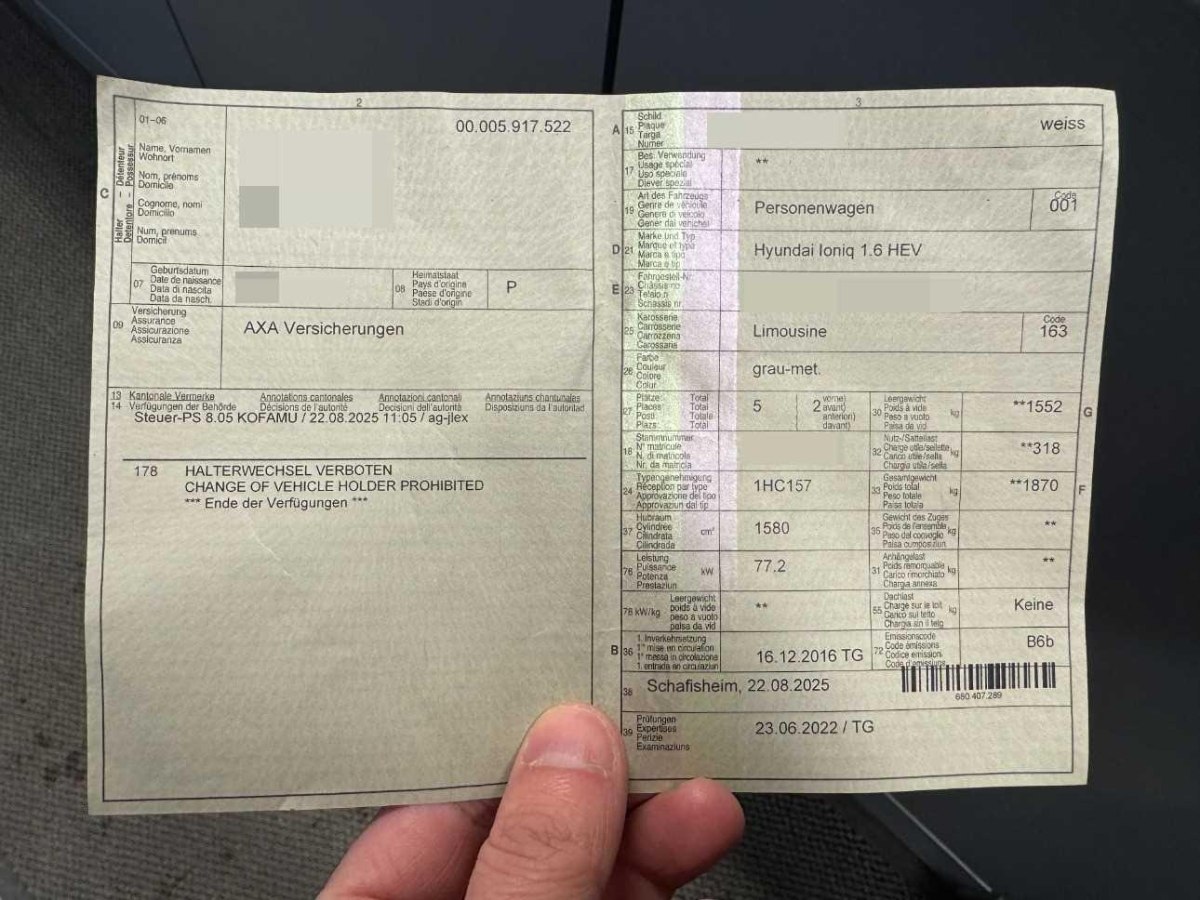 2
01-06
00.005.917.522
C
Halter – Détenteur
Detentore – Possessur
Name, Vornamen
Wohnort
Nom, prénoms
Domicile
Cognome, nomi
Domicilio
Num, prenums
Domicil
07
Geburtsdatum
Date de naissance
Data di nascita
Data da nasch.
08
Heimatstaat
Pays d'origine
Paese d'origine
Stadi d'origin
P
09
Versicherung
Assurance
Assicurazione
Assicuranza
AXA Versicherungen
13 Kantonale Vermerke Annotations cantonales Annotazioni cantonali Annotaziuns chantunales
14 Verfügungen der Behörde Décisions de l'autorité Decisioni dell'autorità Disposiziuns da l'autoritad
Steuer-PS 8.05 KOFAMU / 22.08.2025 11:05 / ag-jlex
178 HALTERWECHSEL VERBOTEN
CHANGE OF VEHICLE HOLDER PROHIBITED
*** Ende der Verfügungen ***
3
A 15
Schild
Plaque
Targa
Numer
weiss
17
Bes. Verwendung
Usage spécial
Uso speciale
Diever spezial
**
19
Art des Fahrzeugs
Genre de véhicule
Genere di veicolo
Gener dal vehichel
Personenwagen
Code
001
D 21
Marke und Typ
Marque et type
Marca e tipo
Marca e tip
Hyundai Ioniq 1.6 HEV
E 23
Fahrgestell-Nr.
Châssis no
Telaio n.
Schassis nr.
25
Karosserie
Carrosserie
Carrozzeria
Carossaria
Limousine
Code
163
26
Farbe
Couleur
Colore
Colur
grau-met.
27
Plätze: Total
Places: Total
Posti: Totale
Plazs: Total
5
2
vorne)
avant)
anteriori)
davant)
30
Leergewicht
Poids à vide
Peso a vuoto
Paisa da vid
kg
**1552
G
18
Stammnummer
N° matricule
N. di matricola
Nr. da matricla
32
Nutz-/Sattellast
Charge utile/sellette
Carico utile/sella
Chargia utila/sella
kg
**318
24
Typengenehmigung
Réception par type
Approvazione del tipo
Approvaziun dal tip
1HC157
33
Gesamtgewicht
Poids total
Peso totale
Paisa totala
kg
**1870
F
37
Hubraum
Cylindrée
Cilindrata
Cilindrada
cm³
1580
35
Gewicht des Zuges
Poids de l'ensemble
Peso del convoglio
Paisa cumposiziun
kg
**
76
Leistung
Puissance
Potenza
Prestaziun
kW
77.2
31
Anhängelast
Poids remorquable
Carico rimorchiato
Chargia annexa
kg
**
78 kW/kg
Leergewicht
poids à vide
peso a vuoto
paisa da vid
**
55
Dachlast
Charge sur le toit
Carico sul tetto
Chargia sin il tetg
kg
Keine
B 36
1. Inverkehrsetzung
1re mise en circulation
1a messa in circolazione
1. entrada en circulaziun
16.12.2016 TG
72
Emissionscode
Code émissions
Codice emissioni
Code d'emissiuns
B6b
38
Schafisheim, 22.08.2025
680.407.289
39
Prüfungen
Expertises
Perizie
Examinaziuns
23.06.2022 / TG